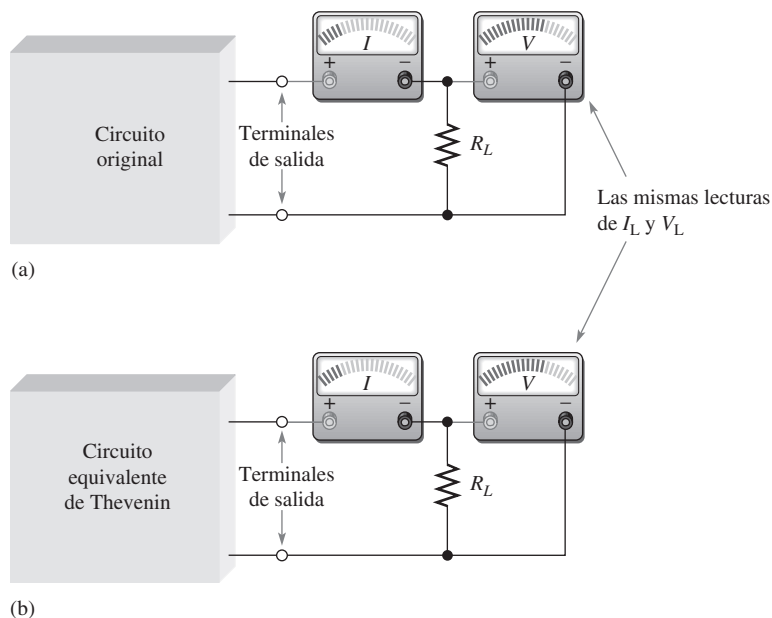 I
V
+
−
+
−
Circuito
original
Terminales
de salida
R_L
(a)
Las mismas lecturas
de I_L y V_L
I
V
+
−
+
−
Circuito
equivalente
de Thevenin
Terminales
de salida
R_L
(b)